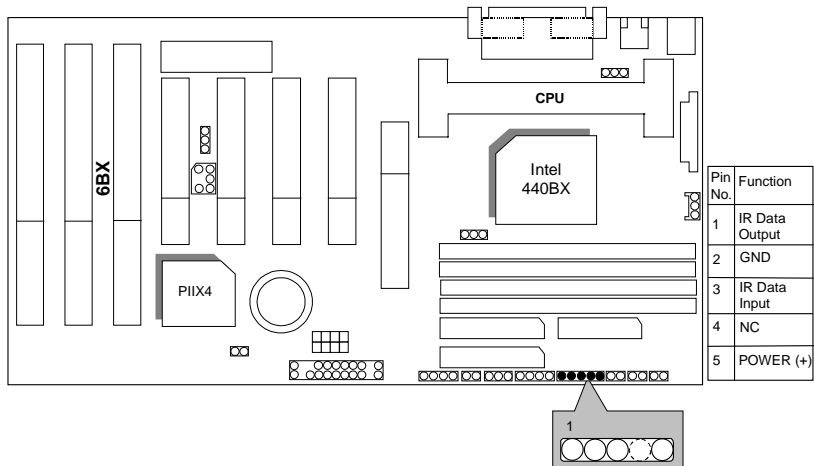 CPU
6BX
Intel
440BX
PIIX4
Pin No. Function
1 IR Data Output
2 GND
3 IR Data Input
4 NC
5 POWER (+)
1